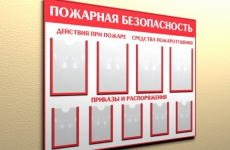 ПОЖАРНАЯ БЕЗОПАСНОСТЬ
ДЕЙСТВИЯ ПРИ ПОЖАРЕ СРЕДСТВА ПОЖАРОТУШЕНИЯ
ПРИКАЗЫ И РАСПОРЯЖЕНИЯ